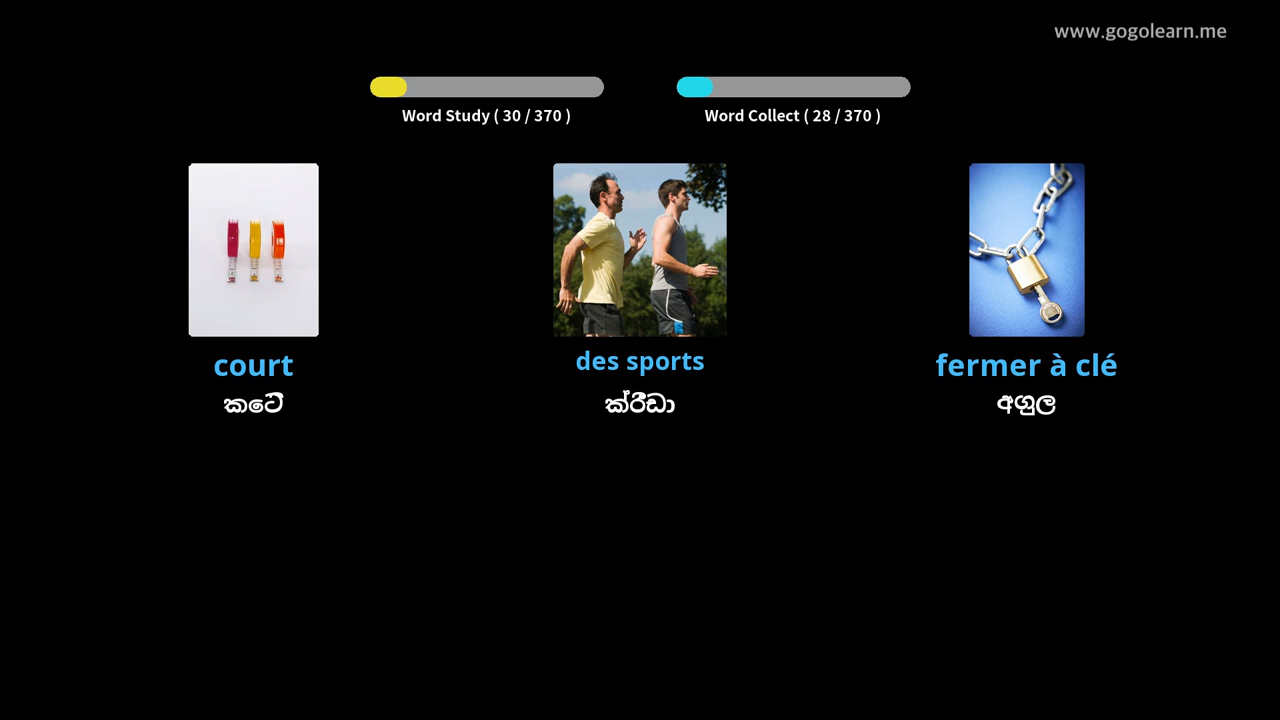 www.gogolearn.me
Word Study ( 30 / 370 )
Word Collect ( 28 / 370 )
court
des sports
fermer à clé
කටේ
ක්රීඩා
අගුල